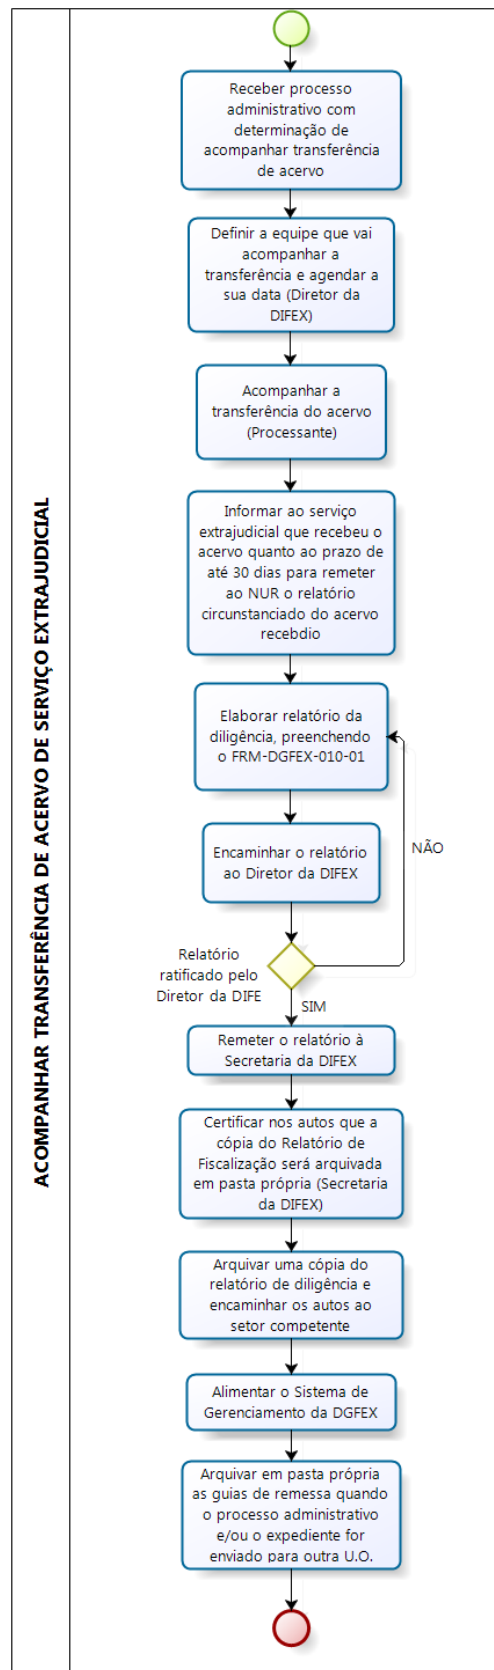 ACOMPANHAR TRANSFERÊNCIA DE ACERVO DE SERVIÇO EXTRAJUDICIAL
Receber processo
administrativo com
determinação de
acompanhar transferência
de acervo
Definir a equipe que vai
acompanhar a
transferência e agendar a
sua data (Diretor da
DIFEX)
Acompanhar a
transferência do acervo
(Processante)
Informar ao serviço
extrajudicial que recebeu o
acervo quanto ao prazo de
até 30 dias para remeter
ao NUR o relatório
circunstanciado do acervo
recebdio
Elaborar relatório da
diligência, preenchendo
o FRM-DGFEX-010-01
Encaminhar o relatório
ao Diretor da DIFEX
NÃO
Relatório
ratificado pelo
Diretor da DIFE
SIM
Remeter o relatório à
Secretaria da DIFEX
Certificar nos autos que a
cópia do Relatório de
Fiscalização será arquivada
em pasta própria (Secretaria
da DIFEX)
Arquivar uma cópia do
relatório de diligência e
encaminhar os autos ao
setor competente
Alimentar o Sistema de
Gerenciamento da DGFEX
Arquivar em pasta própria
as guias de remessa quando
o processo administrativo
e/ou o expediente for
enviado para outra U.O.